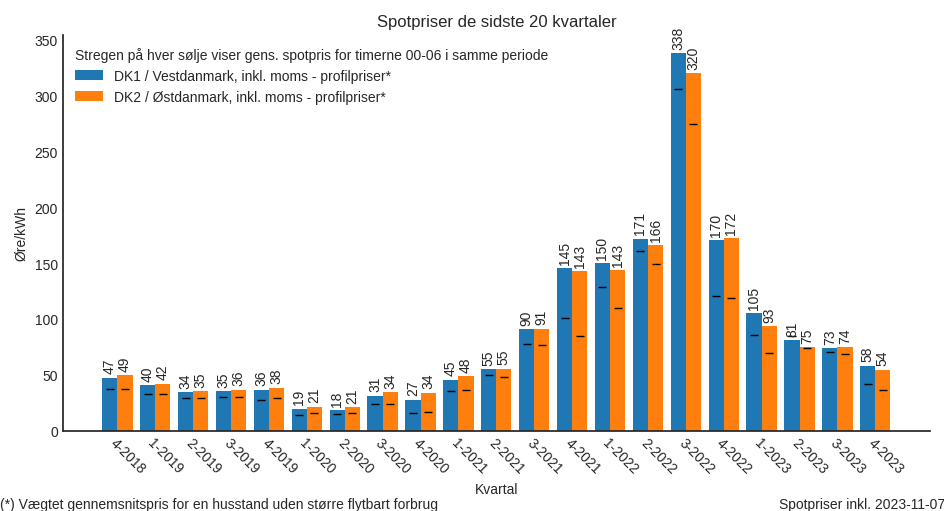 Spotpriser de sidste 20 kvartaler
Stregen på hver sølje viser gens. spotpris for timerne 00-06 i samme periode
DK1 / Vestdanmark, inkl. moms - profilpriser*
DK2 / Østdanmark, inkl. moms - profilpriser*
Øre/kWh
350
300
250
200
150
100
50
0
47 49 40 42 34 35 35 36 36 38 19 21 18 21 31 34 27 34 45 48 55 55 90 91 145 143 150 143 171 166 338 320 170 172 105 93 81 75 73 74 58 54
4-2018 1-2019 2-2019 3-2019 4-2019 1-2020 2-2020 3-2020 4-2020 1-2021 2-2021 3-2021 4-2021 1-2022 2-2022 3-2022 4-2022 1-2023 2-2023 3-2023 4-2023
Kvartal
(*) Vægtet gennemsnitspris for en husstand uden større flytbart forbrug
Spotpriser inkl. 2023-11-07